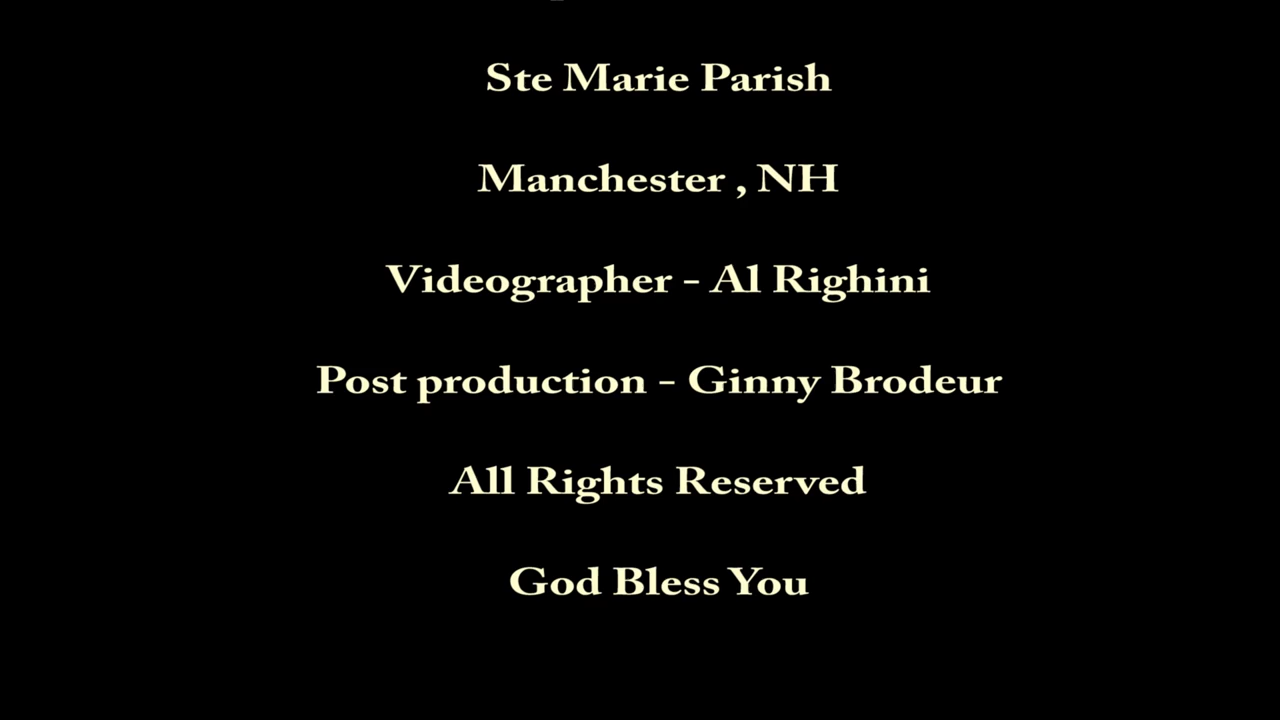 Ste Marie Parish
Manchester , NH
Videographer - Al Righini
Post production - Ginny Brodeur
All Rights Reserved
God Bless You